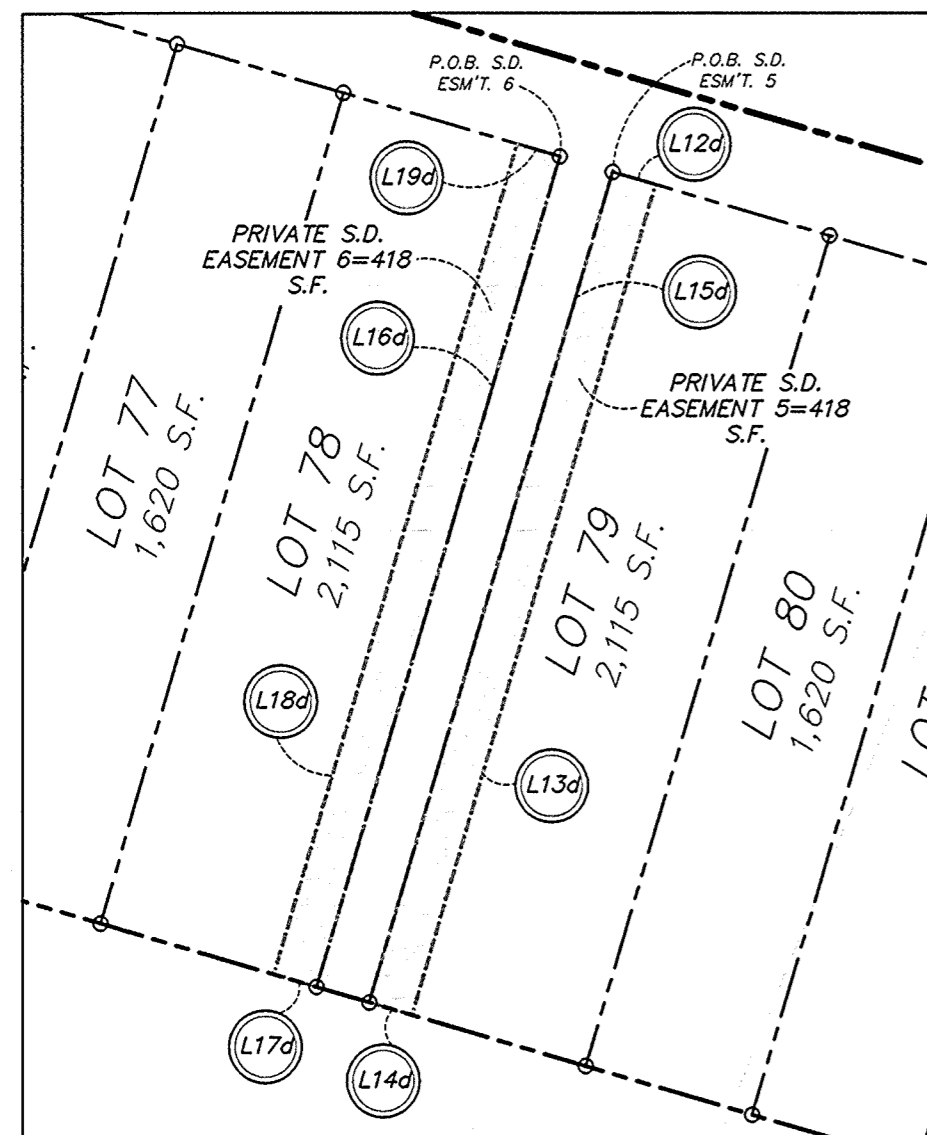 P.O.B. S.D.
ESM'T. 6
P.O.B. S.D.
ESM'T. 5
L12d
L19d
PRIVATE S.D.
EASEMENT 6=418
S.F.
L15d
L16d
PRIVATE S.D.
EASEMENT 5=418
S.F.
LOT 77
1,620 S.F.
LOT 78
2,115 S.F.
LOT 79
2,115 S.F.
LOT 80
1,620 S.F.
L18d
L13d
L17d
L14d